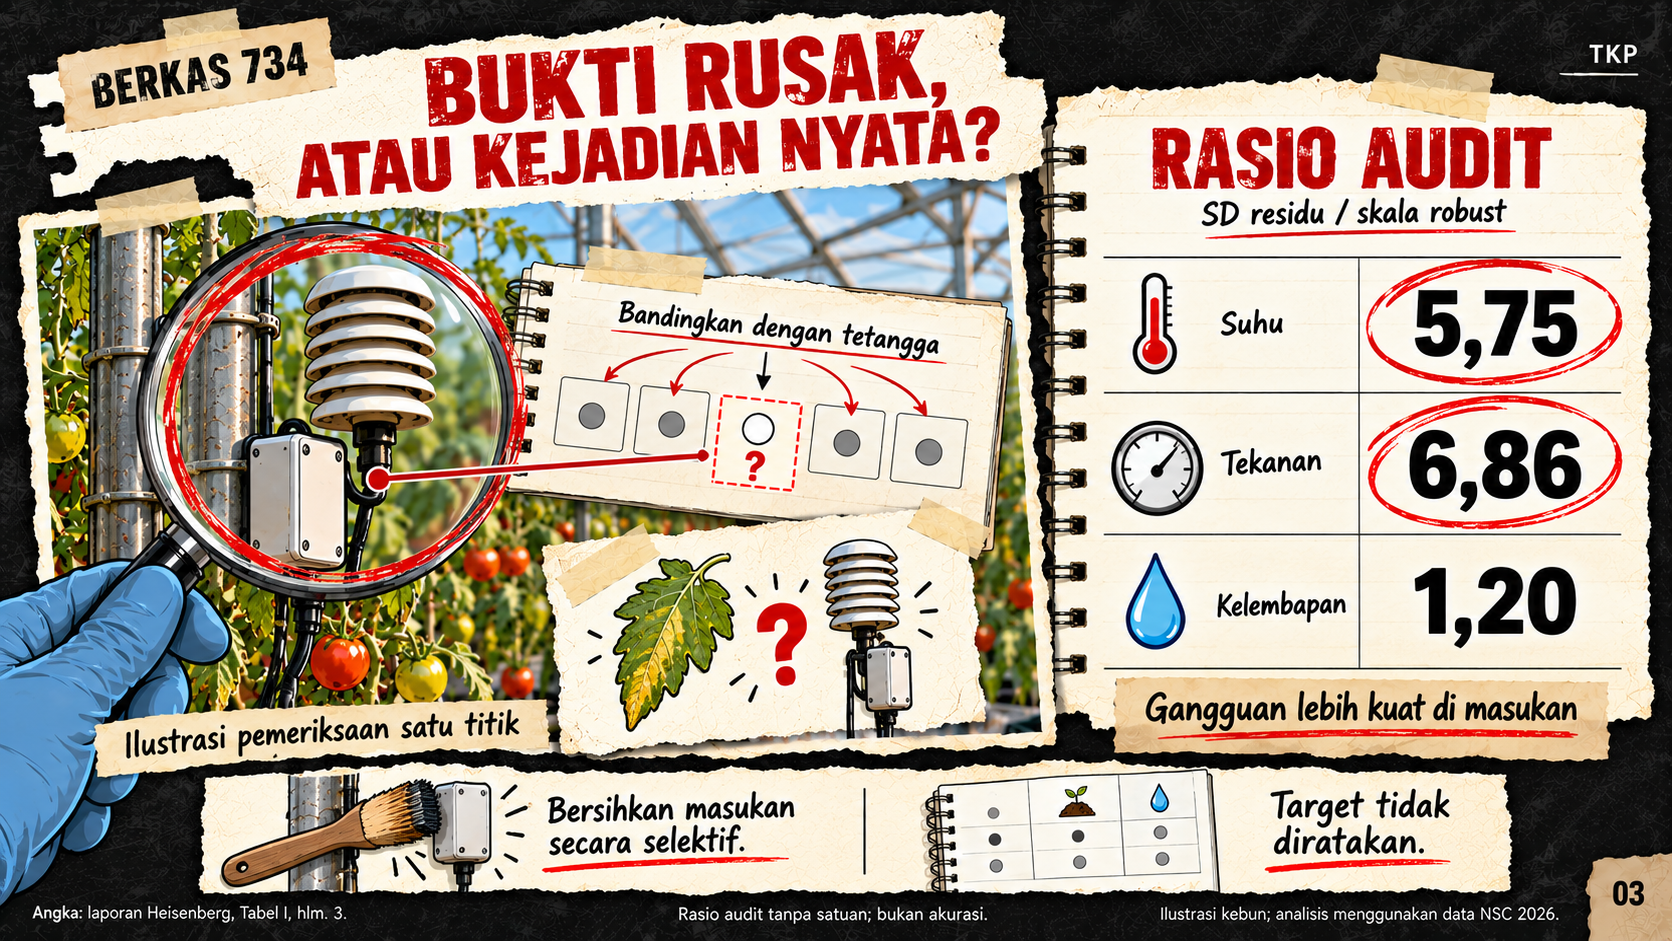 BERKAS 734
BUKTI RUSAK,
ATAU KEJADIAN NYATA?
TKP
Bandingkan dengan tetangga
?
?
Ilustrasi pemeriksaan satu titik
RASIO AUDIT
SD residu / skala robust
Suhu
5,75
Tekanan
6,86
Kelembapan
1,20
Gangguan lebih kuat di masukan
Bersihkan masukan
secara selektif.
Target tidak
diratakan.
Angka: laporan Heisenberg, Tabel I, hlm. 3.
Rasio audit tanpa satuan; bukan akurasi.
Ilustrasi kebun; analisis menggunakan data NSC 2026.
03